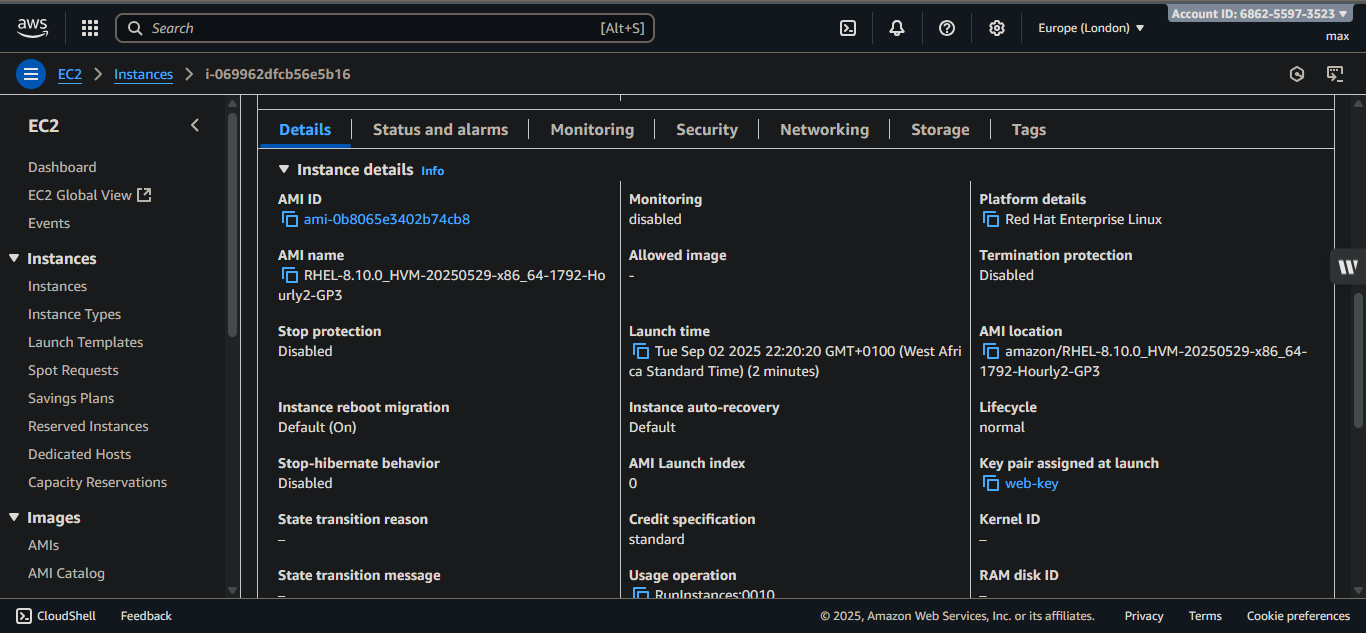 aws
Search [Alt+S]
Europe (London)
Account ID: 6862-5597-3523
max
EC2 Instances i-069962dfcb56e5b16
EC2
Dashboard
EC2 Global View
Events
Instances
Instances
Instance Types
Launch Templates
Spot Requests
Savings Plans
Reserved Instances
Dedicated Hosts
Capacity Reservations
Images
AMIs
AMI Catalog
Details Status and alarms Monitoring Security Networking Storage Tags
Instance details Info
AMI ID
ami-0b8065e3402b74cb8
AMI name
RHEL-8.10.0_HVM-20250529-x86_64-1792-Ho
urly2-GP3
Stop protection
Disabled
Instance reboot migration
Default (On)
Stop-hibernate behavior
Disabled
State transition reason
–
State transition message
–
Monitoring
disabled
Allowed image
-
Launch time
Tue Sep 02 2025 22:20:20 GMT+0100 (West Afri
ca Standard Time) (2 minutes)
Instance auto-recovery
Default
AMI Launch index
0
Credit specification
standard
Usage operation
RunInstances:0010
Platform details
Red Hat Enterprise Linux
Termination protection
Disabled
AMI location
amazon/RHEL-8.10.0_HVM-20250529-x86_64-
1792-Hourly2-GP3
Lifecycle
normal
Key pair assigned at launch
web-key
Kernel ID
–
RAM disk ID
–
W
CloudShell Feedback © 2025, Amazon Web Services, Inc. or its affiliates. Privacy Terms Cookie preferences